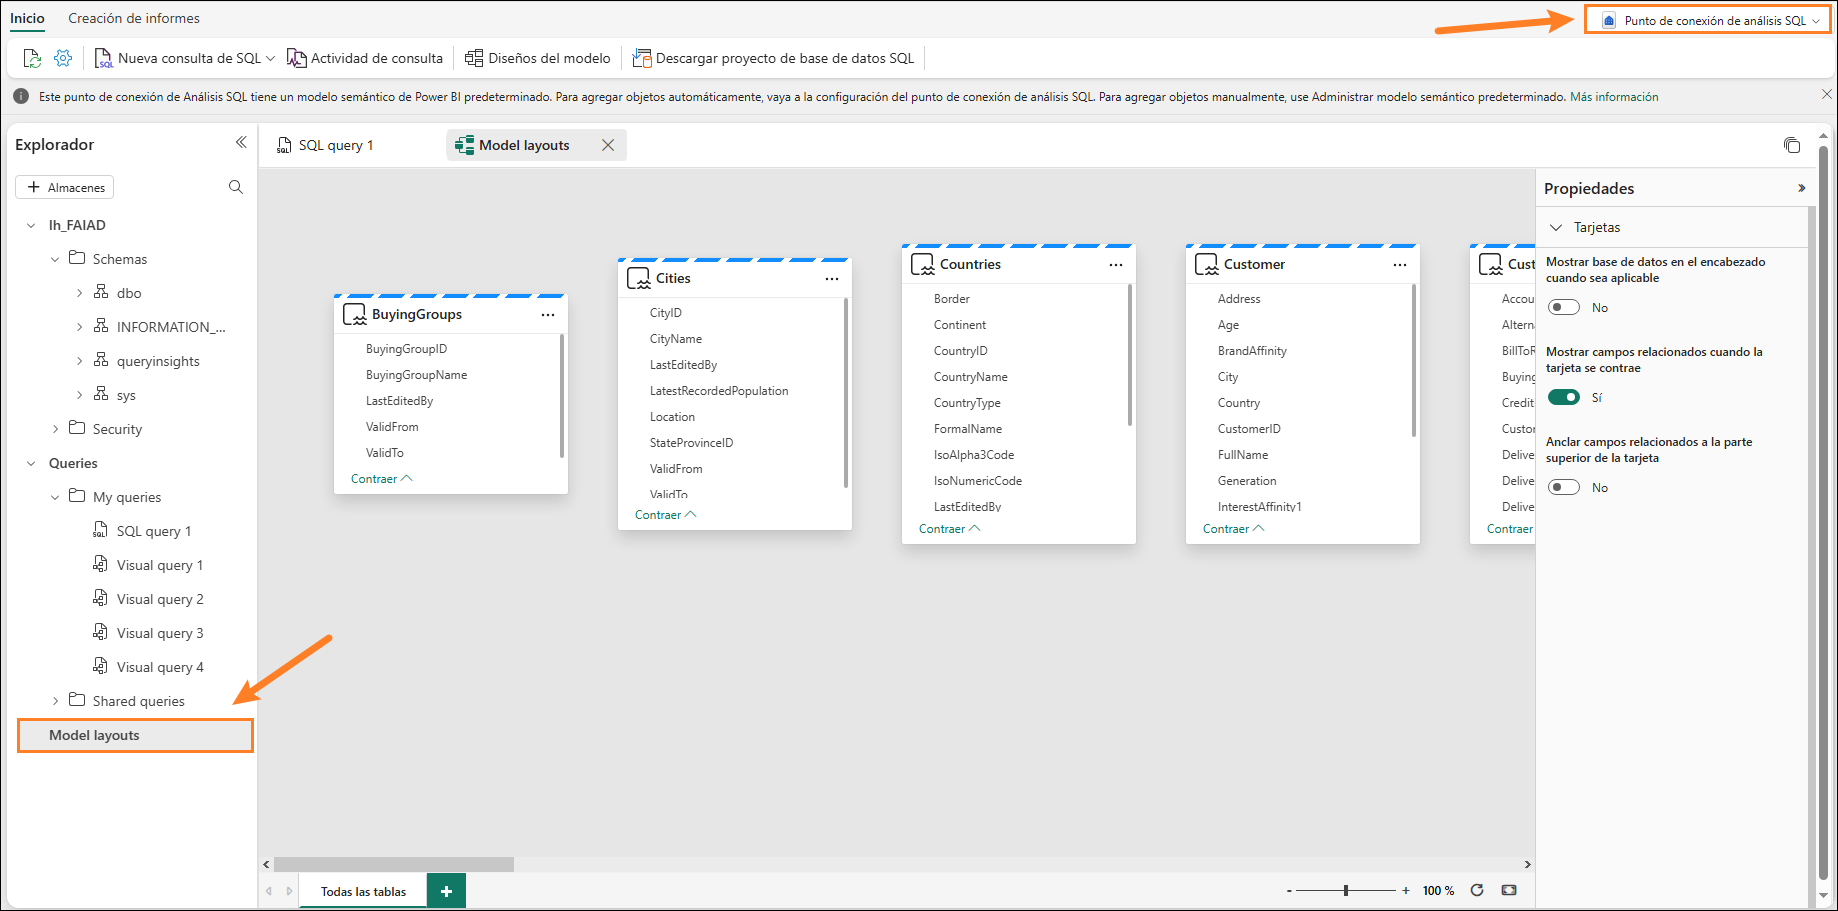 Inicio
Creación de informes
Punto de conexión de análisis SQL
Nueva consulta de SQL
Actividad de consulta
Diseños del modelo
Descargar proyecto de base de datos SQL
Este punto de conexión de Análisis SQL tiene un modelo semántico de Power BI predeterminado. Para agregar objetos automáticamente, vaya a la configuración del punto de conexión de análisis SQL. Para agregar objetos manualmente, use Administrar modelo semántico predeterminado. Más información
Explorador
+ Almacenes
lh_FAIAD
Schemas
dbo
INFORMATION_...
queryinsights
sys
Security
Queries
My queries
SQL query 1
Visual query 1
Visual query 2
Visual query 3
Visual query 4
Shared queries
Model layouts
SQL query 1
Model layouts
BuyingGroups
BuyingGroupID
BuyingGroupName
LastEditedBy
ValidFrom
ValidTo
Contraer
Cities
CityID
CityName
LastEditedBy
LatestRecordedPopulation
Location
StateProvinceID
ValidFrom
ValidTo
Contraer
Countries
Border
Continent
CountryID
CountryName
CountryType
FormalName
IsoAlpha3Code
IsoNumericCode
LastEditedBy
Contraer
Customer
Address
Age
BrandAffinity
City
Country
CustomerID
FullName
Generation
InterestAffinity1
Contraer
Cust
Accou
Altern
BillToR
Buying
Credit
Custor
Delive
Delive
Delive
Contraer
Propiedades
Tarjetas
Mostrar base de datos en el encabezado
cuando sea aplicable
No
Mostrar campos relacionados cuando la
tarjeta se contrae
Sí
Anclar campos relacionados a la parte
superior de la tarjeta
No
Todas las tablas
+
- + 100 %